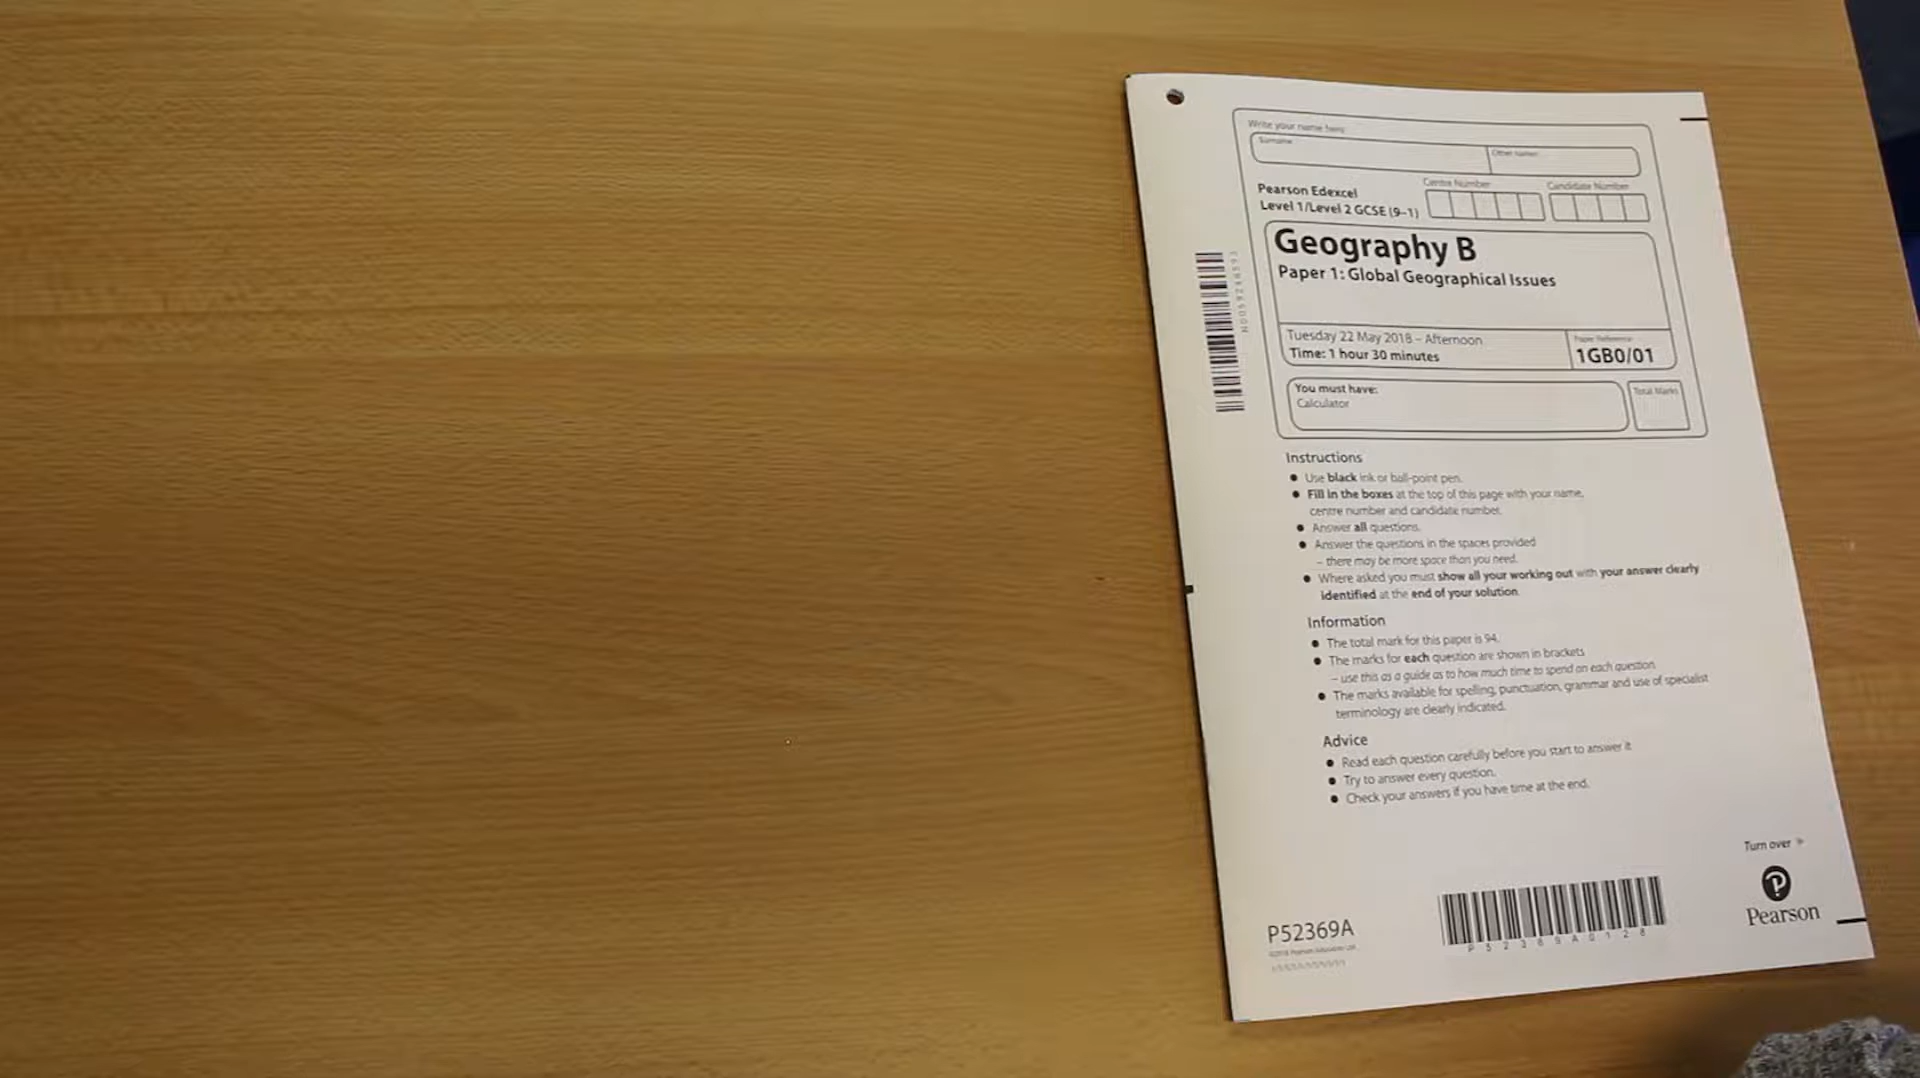 Write your name here
Surname
Other names
Pearson Edexcel
Level 1/Level 2 GCSE (9–1)
Centre Number
Candidate Number
Geography B
Paper 1: Global Geographical Issues
Tuesday 22 May 2018 – Afternoon
Time: 1 hour 30 minutes
Paper Reference
1GB0/01
You must have:
Calculator
Total Marks
Instructions
● Use black ink or ball-point pen.
● Fill in the boxes at the top of this page with your name,
centre number and candidate number.
● Answer all questions.
● Answer the questions in the spaces provided
– there may be more space than you need.
● Where asked you must show all your working out with your answer clearly
identified at the end of your solution.
Information
● The total mark for this paper is 94.
● The marks for each question are shown in brackets
– use this as a guide as to how much time to spend on each question.
● The marks available for spelling, punctuation, grammar and use of specialist
terminology are clearly indicated.
Advice
● Read each question carefully before you start to answer it.
● Try to answer every question.
● Check your answers if you have time at the end.
Turn over
P52369A
©2018 Pearson Education Ltd.
P52369A0128
Pearson